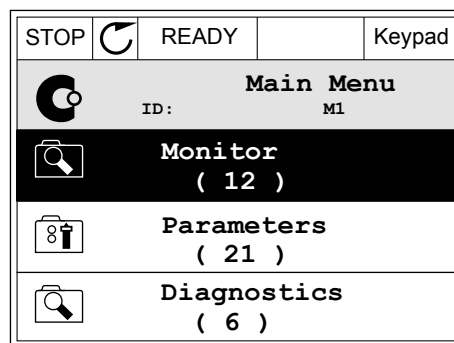 STOP READY Keypad
Main Menu
ID: M1
Monitor
( 12 )
Parameters
( 21 )
Diagnostics
( 6 )